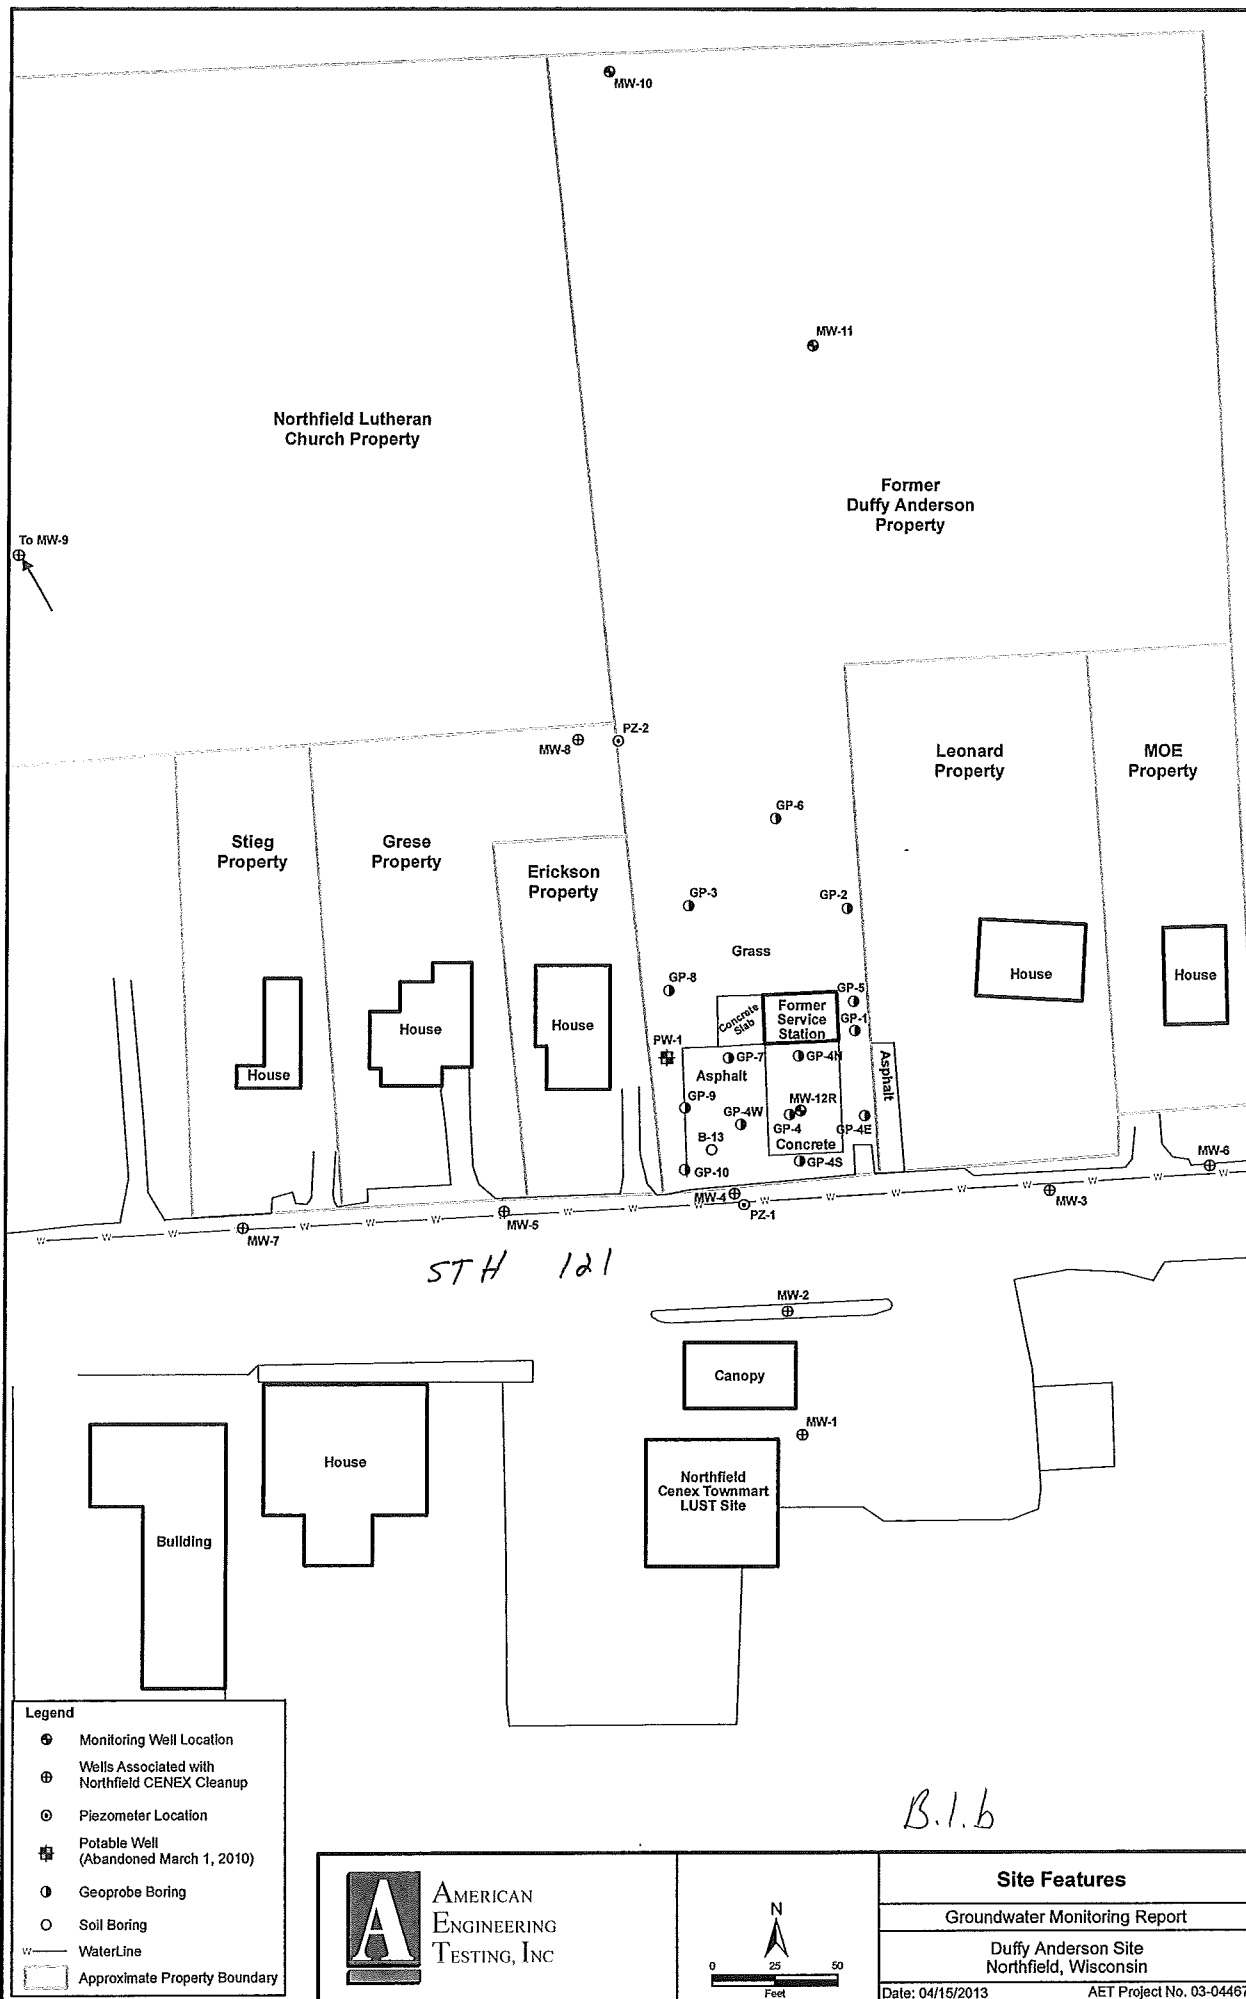 MW-10
MW-11
Northfield Lutheran
Church Property
Former
Duffy Anderson
Property
To MW-9
PZ-2
MW-8
Leonard
Property
MOE
Property
GP-6
Stieg
Property
Grese
Property
Erickson
Property
GP-3
GP-2
Grass
GP-8
GP-5
House
House
Former
Service
Station
Concrete
Slab
House
House
GP-1
PW-1
GP-7
GP-4N
Asphalt
Asphalt
House
GP-9
GP-4W
MW-12R
GP-4
GP-4E
B-13
Concrete
GP-10
GP-4S
MW-6
MW-4
MW-3
PZ-1
MW-5
MW-7
W W W W W W W W W W W W W W W W W W
STH 121
MW-2
Canopy
MW-1
House
Northfield
Cenex Townmart
LUST Site
Building
Legend
Monitoring Well Location
Wells Associated with
Northfield CENEX Cleanup
Piezometer Location
Potable Well
(Abandoned March 1, 2010)
Geoprobe Boring
Soil Boring
W WaterLine
Approximate Property Boundary
B.1.b
A
AMERICAN
ENGINEERING
TESTING, INC
N
0 25 50
Feet
Site Features
Groundwater Monitoring Report
Duffy Anderson Site
Northfield, Wisconsin
Date: 04/15/2013 AET Project No. 03-04467